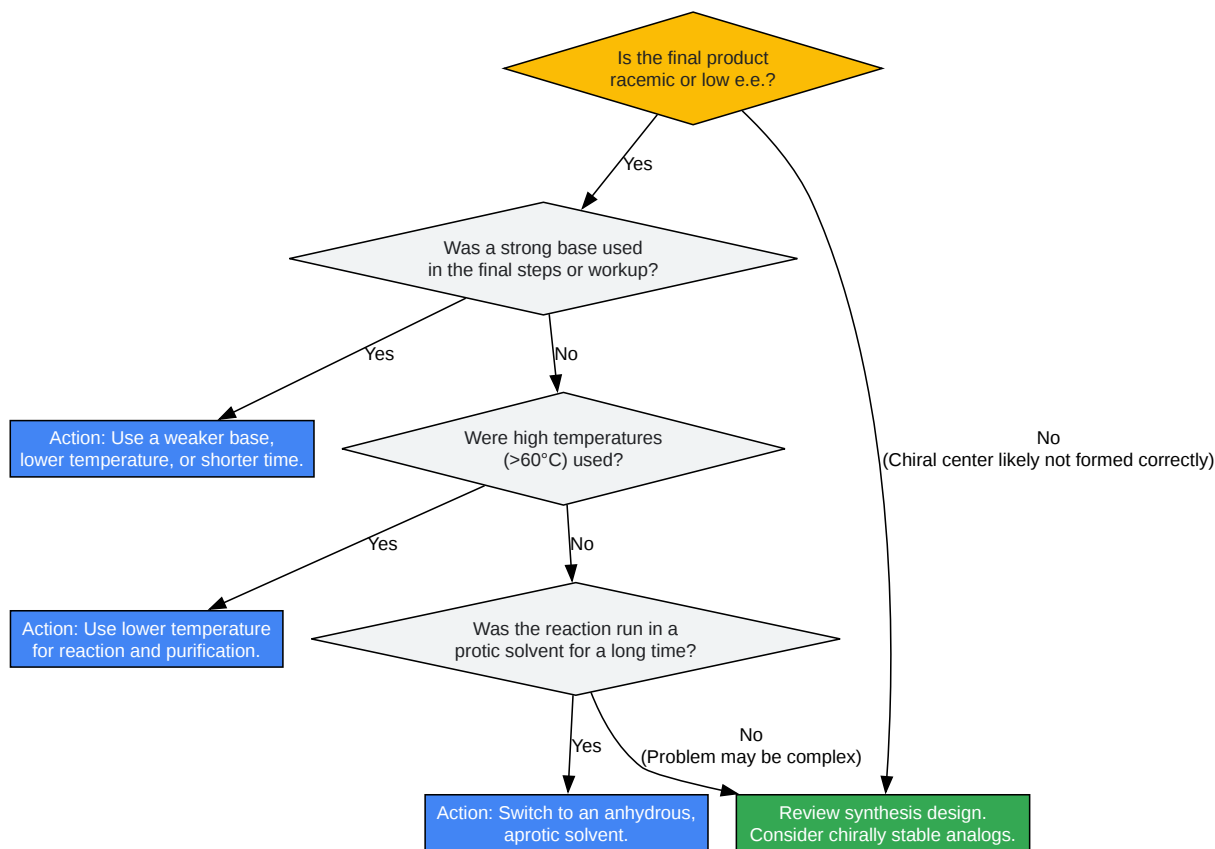 Is the final product
racemic or low e.e.?
Yes
Was a strong base used
in the final steps or workup?
Yes
No
Action: Use a weaker base,
lower temperature, or shorter time.
Were high temperatures
(>60°C) used?
No
(Chiral center likely not formed correctly)
Yes
No
Action: Use lower temperature
for reaction and purification.
Was the reaction run in a
protic solvent for a long time?
Yes
No
(Problem may be complex)
Action: Switch to an anhydrous,
aprotic solvent.
Review synthesis design.
Consider chirally stable analogs.